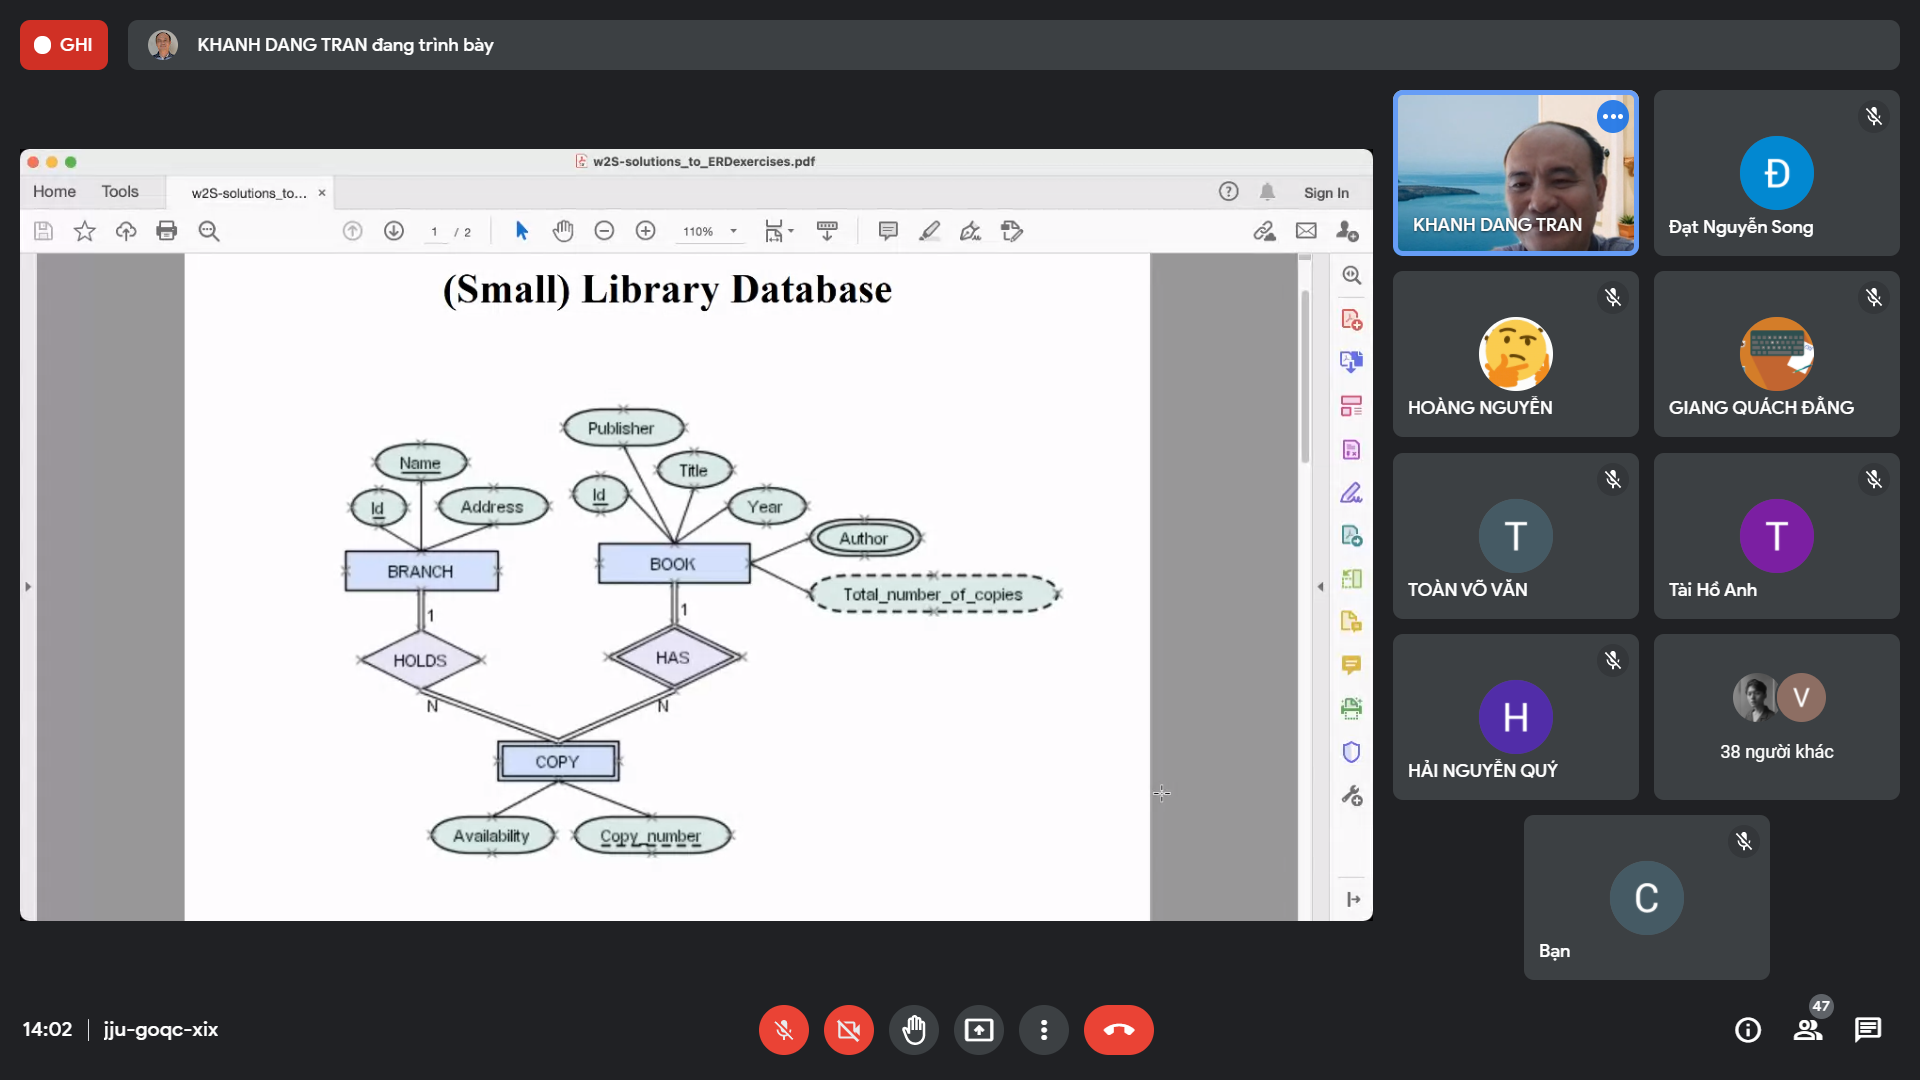 GHI
KHANH DANG TRAN đang trình bày
w2S-solutions_to_ERDexercises.pdf
Home
Tools
w2S-solutions_to...
Sign In
1 / 2
110%
(Small) Library Database
Publisher
Name
Title
Id
Address
Id
Year
Author
BRANCH
BOOK
Total_number_of_copies
1
1
HOLDS
HAS
N
N
COPY
Availability
Copy_number
KHANH DANG TRAN
Đ
Đạt Nguyễn Song
HOÀNG NGUYỄN
GIANG QUÁCH ĐẰNG
T
TOÀN VÕ VĂN
T
Tài Hồ Anh
H
HẢI NGUYỄN QUÝ
V
38 người khác
C
Bạn
14:02
jju-goqc-xix
47